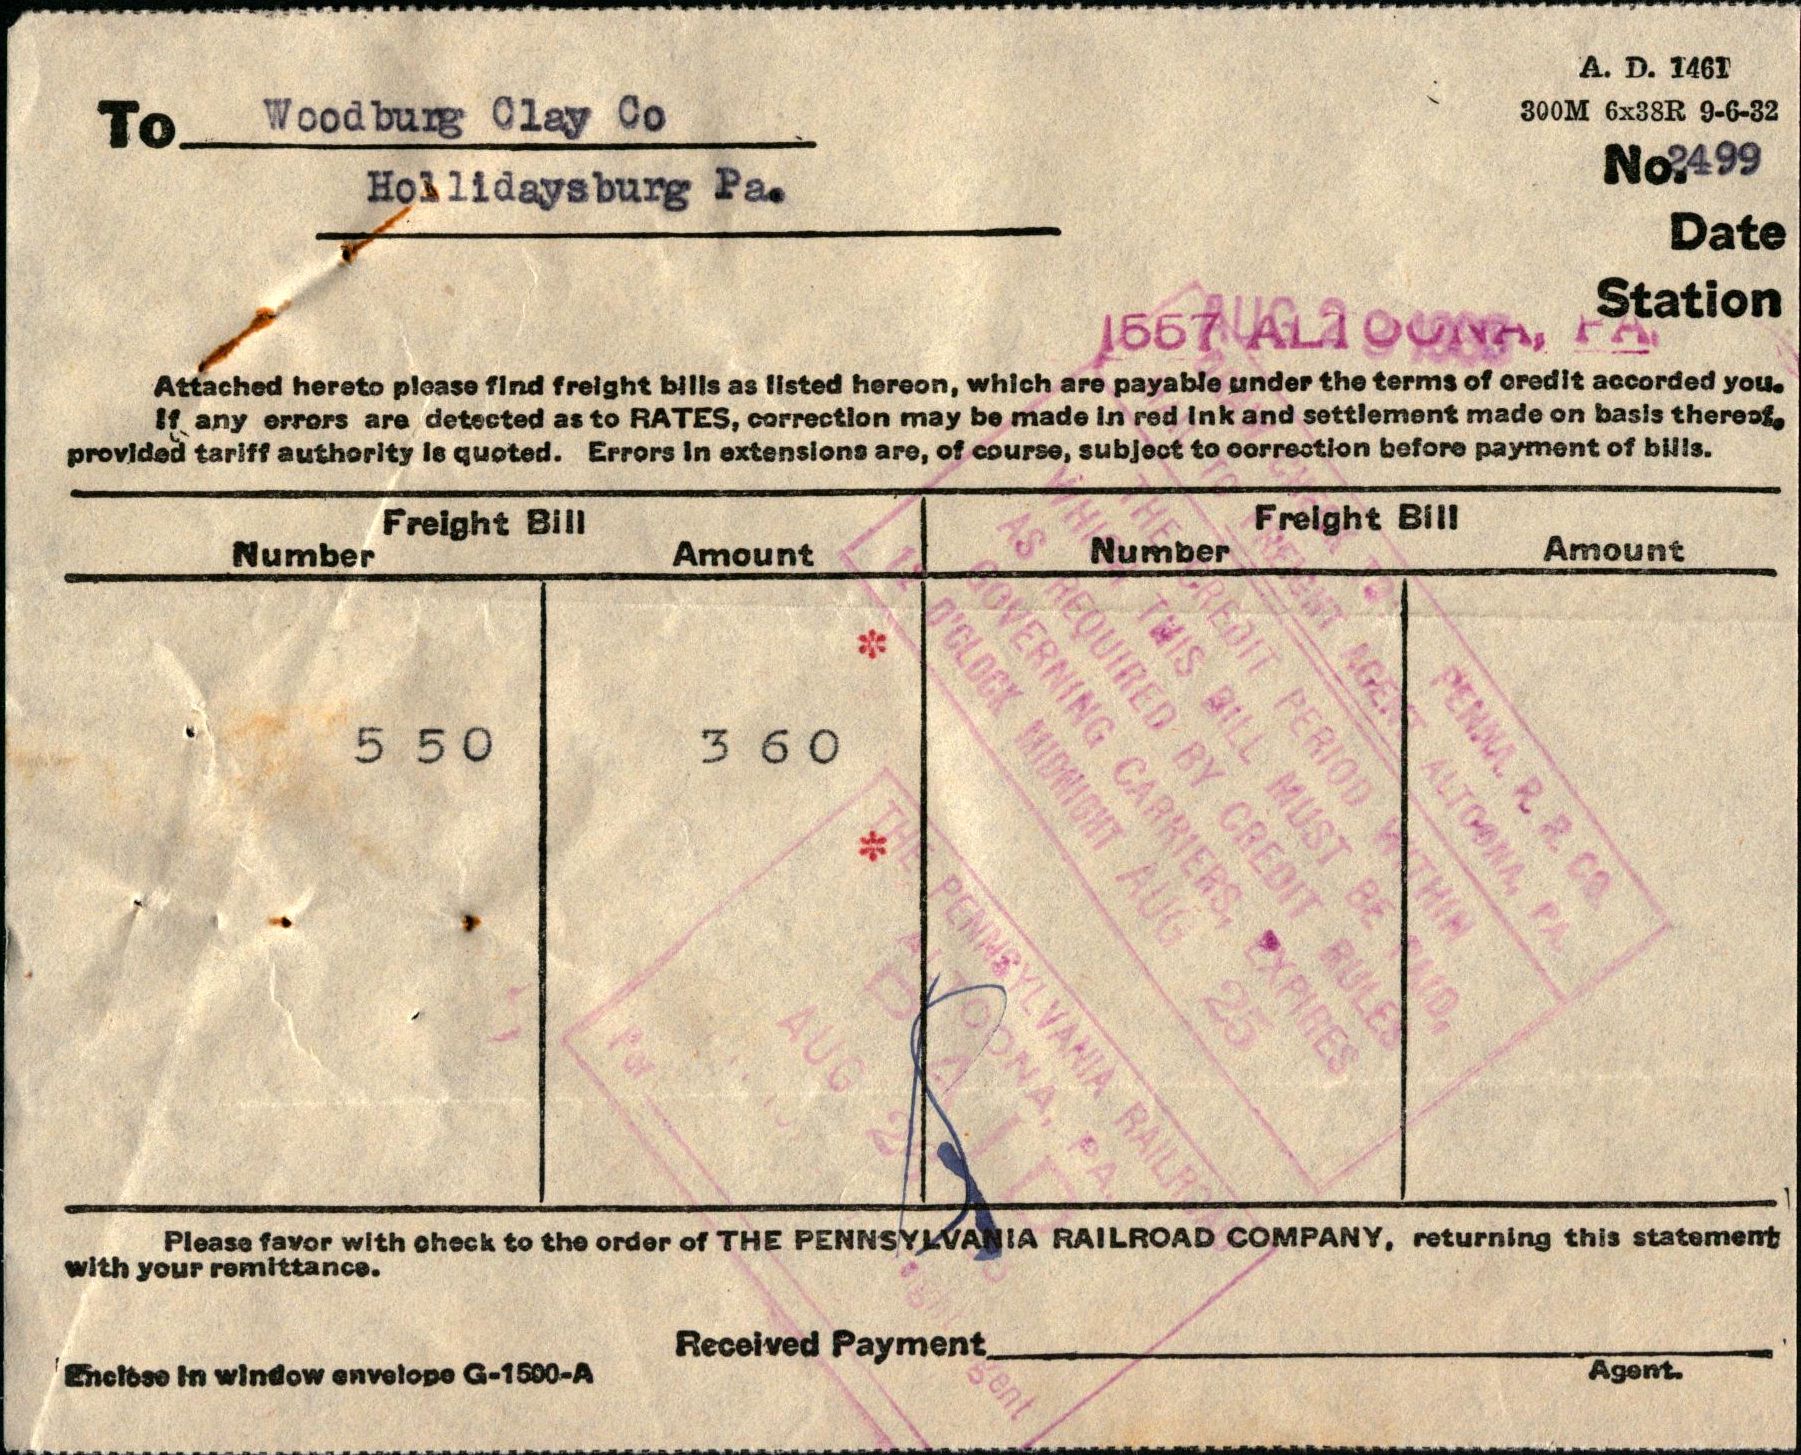 A. D. 1461
300M 6x38R 9-6-32
To Woodburg Clay Co
Hollidaysburg Pa.
No. 2499
Date
Station
AUG 2
1557 ALTOONA, PA.
Attached hereto please find freight bills as listed hereon, which are payable under the terms of credit accorded you.
If any errors are detected as to RATES, correction may be made in red ink and settlement made on basis thereof,
provided tariff authority is quoted. Errors in extensions are, of course, subject to correction before payment of bills.
Freight Bill Freight Bill
Number Amount Number Amount
*
5 50 3 60
*
PENNA. R. R. CO.
TO FREIGHT AGENT ALTOONA, PA.
THE CREDIT PERIOD WITHIN
WHICH THIS BILL MUST BE PAID,
AS REQUIRED BY CREDIT RULES
GOVERNING CARRIERS, EXPIRES
12 O'CLOCK MIDNIGHT AUG 25
THE PENNSYLVANIA RAILROAD
ALTOONA, PA.
PAID
AUG 2
For
Please favor with check to the order of THE PENNSYLVANIA RAILROAD COMPANY, returning this statement
with your remittance.
Received Payment
Agent.
Enclose in window envelope G-1500-A